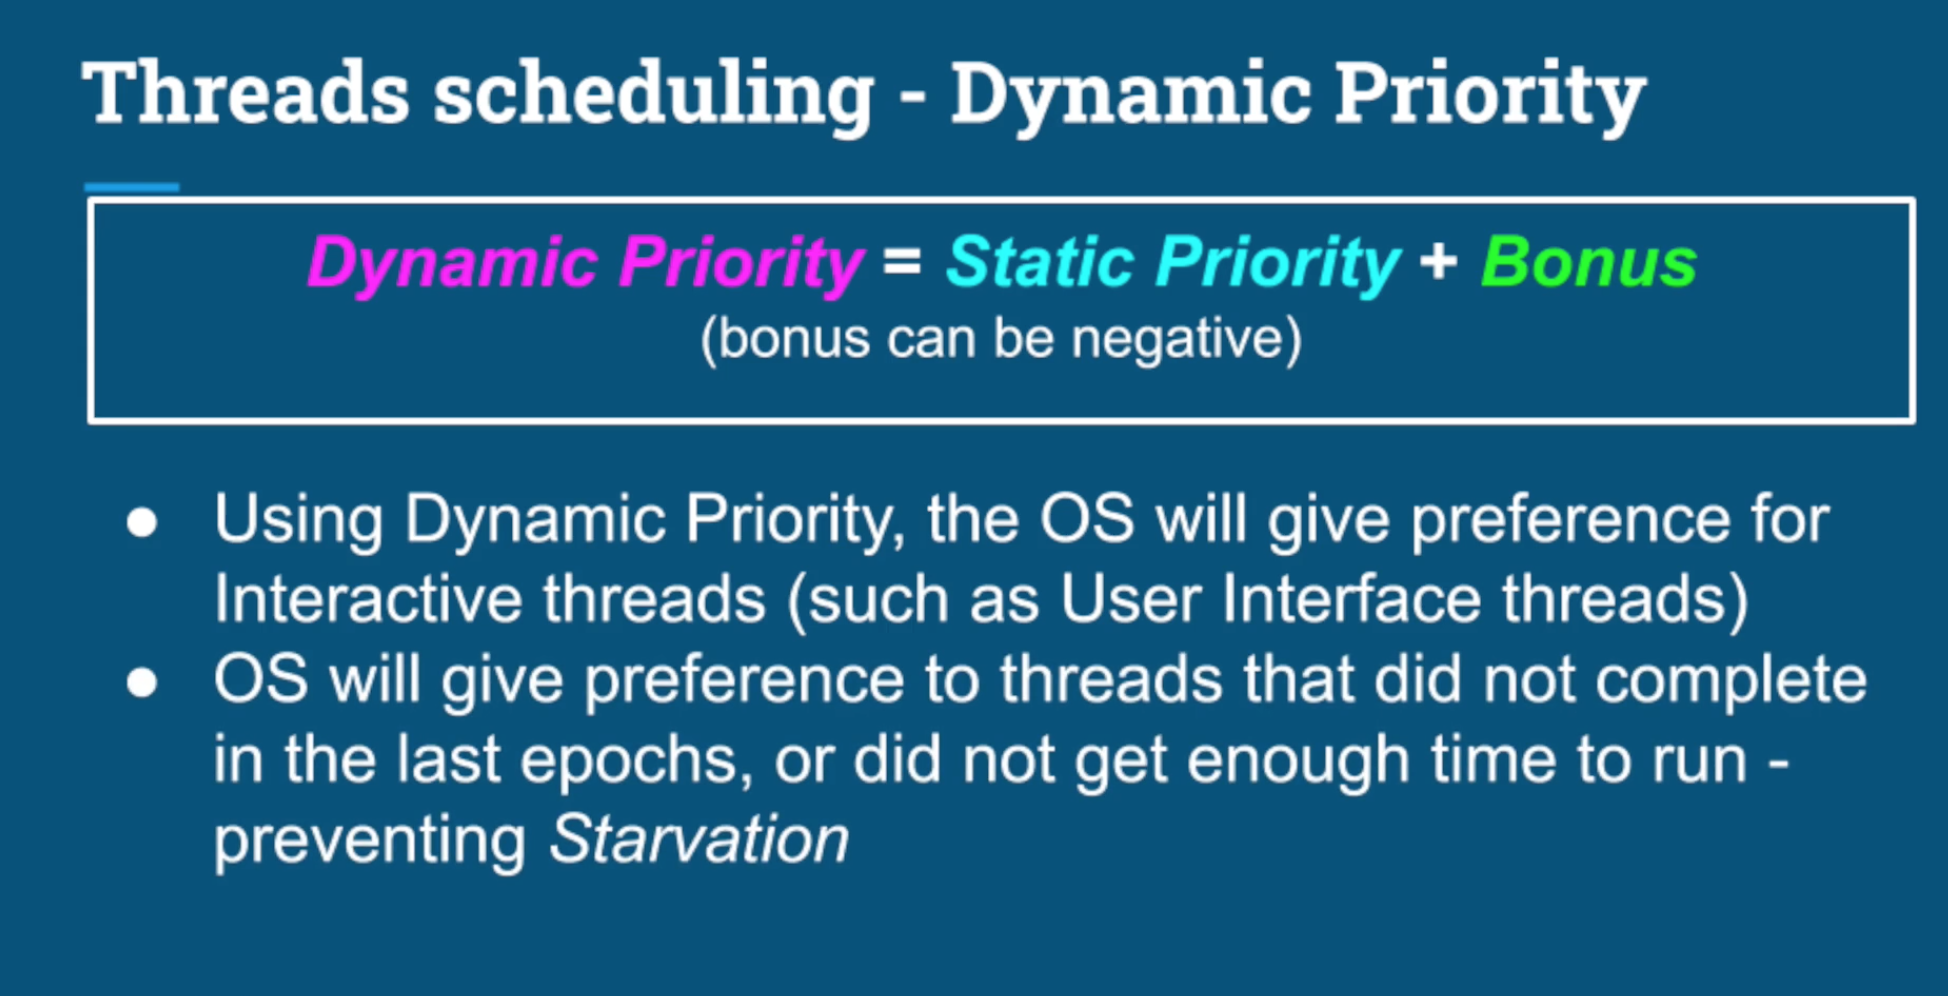 Threads scheduling - Dynamic Priority
Dynamic Priority = Static Priority + Bonus
(bonus can be negative)
● Using Dynamic Priority, the OS will give preference for
Interactive threads (such as User Interface threads)
● OS will give preference to threads that did not complete
in the last epochs, or did not get enough time to run -
preventing Starvation